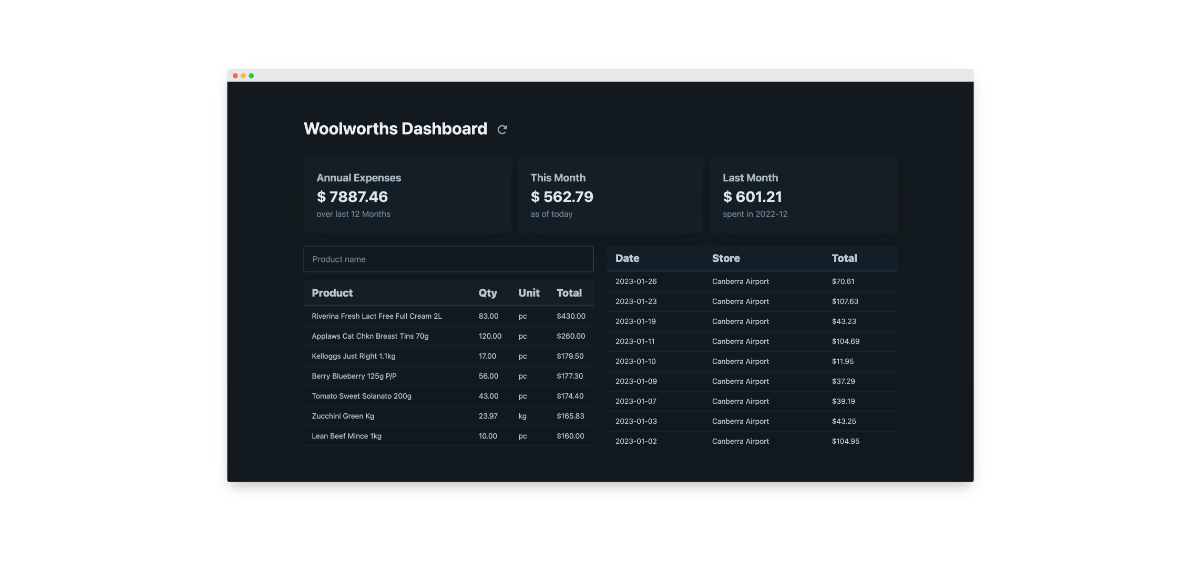 Woolworths Dashboard
Annual Expenses
$ 7887.46
over last 12 Months
This Month
$ 562.79
as of today
Last Month
$ 601.21
spent in 2022-12
Product name
Product Qty Unit Total
Riverina Fresh Lact Free Full Cream 2L 83.00 pc $430.00
Applaws Cat Chkn Breast Tins 70g 120.00 pc $260.00
Kelloggs Just Right 1.1kg 17.00 pc $179.50
Berry Blueberry 125g P/P 56.00 pc $177.30
Tomato Sweet Solanato 200g 43.00 pc $174.40
Zucchini Green Kg 23.97 kg $165.83
Lean Beef Mince 1kg 10.00 pc $160.00
Date Store Total
2023-01-26 Canberra Airport $70.61
2023-01-23 Canberra Airport $107.63
2023-01-19 Canberra Airport $43.23
2023-01-11 Canberra Airport $104.69
2023-01-10 Canberra Airport $11.95
2023-01-09 Canberra Airport $37.29
2023-01-07 Canberra Airport $39.19
2023-01-03 Canberra Airport $43.25
2023-01-02 Canberra Airport $104.95